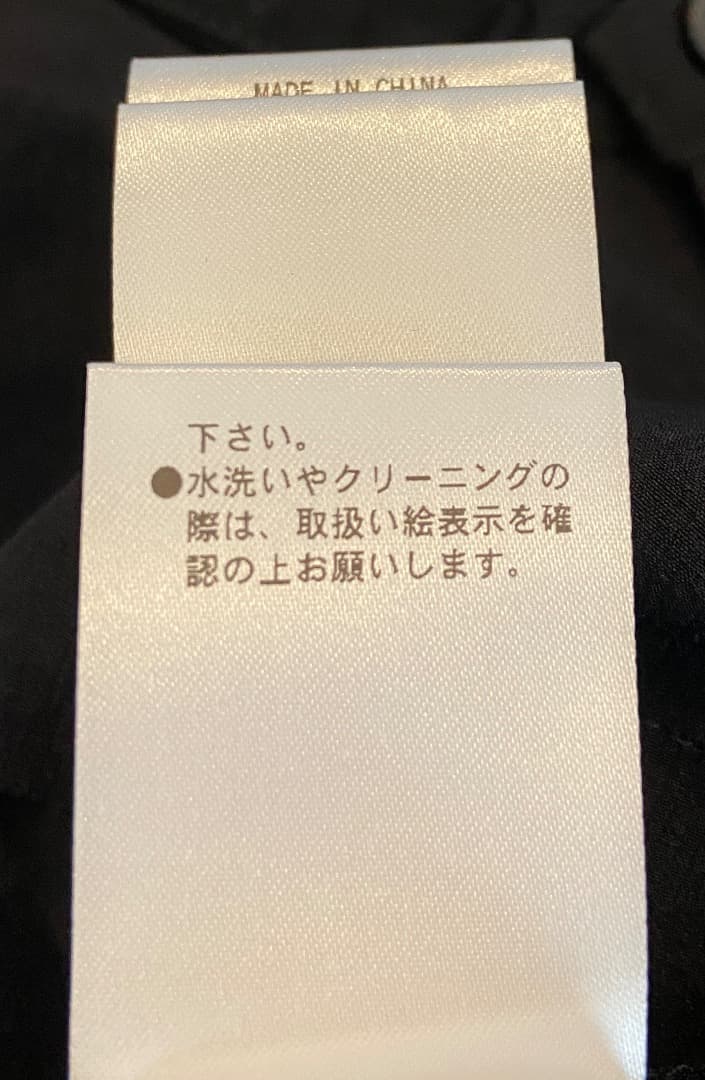 MADE IN CHINA
下さい。
●水洗いやクリーニングの
際は、取扱い絵表示を確
認の上お願いします。